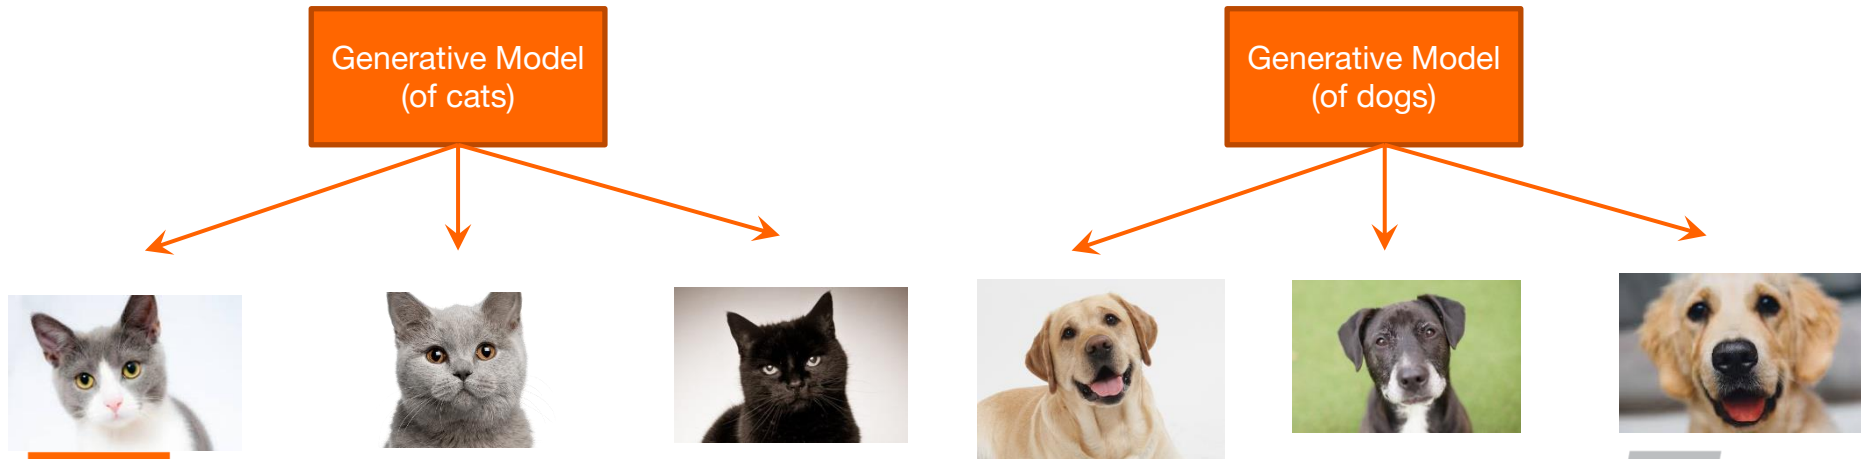 Generative Model
(of cats)
Generative Model
(of dogs)